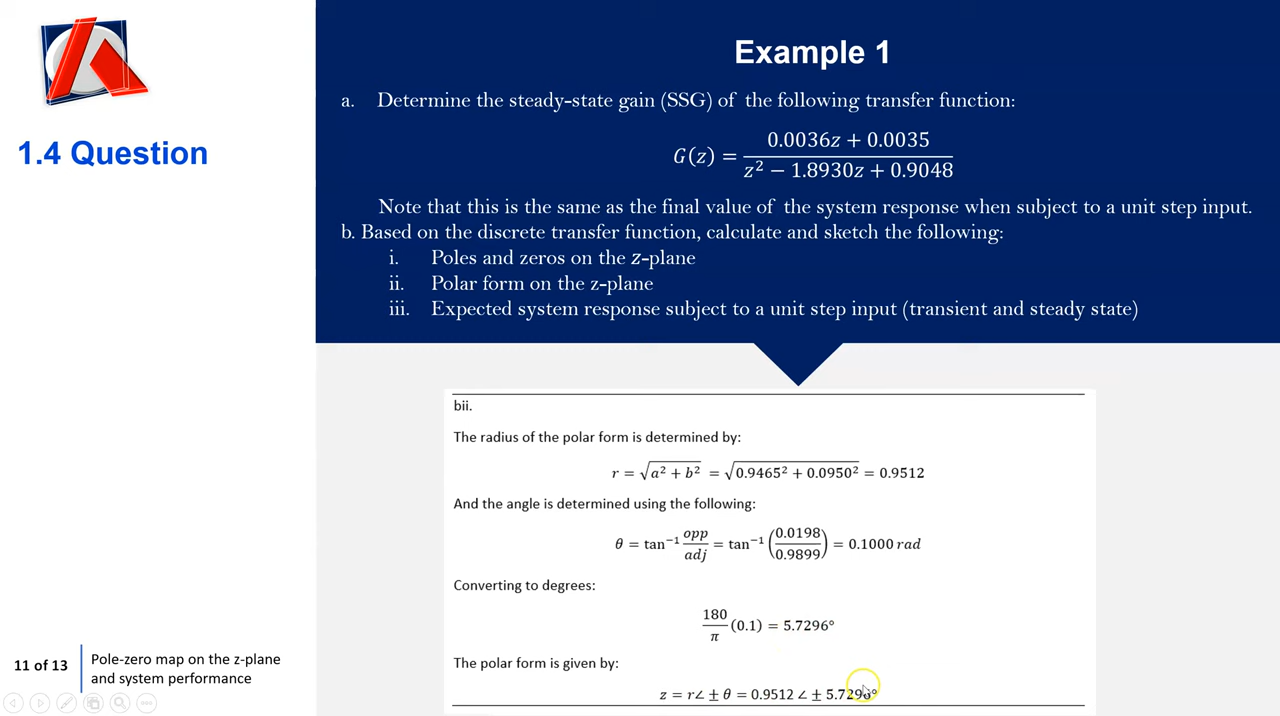 Example 1
1.4 Question
a. Determine the steady-state gain (SSG) of the following transfer function:
G(z) = (0.0036z + 0.0035) / (z² − 1.8930z + 0.9048)
Note that this is the same as the final value of the system response when subject to a unit step input.
b. Based on the discrete transfer function, calculate and sketch the following:
i. Poles and zeros on the z-plane
ii. Polar form on the z-plane
iii. Expected system response subject to a unit step input (transient and steady state)
bii.
The radius of the polar form is determined by:
r = √(a² + b²) = √(0.9465² + 0.0950²) = 0.9512
And the angle is determined using the following:
θ = tan⁻¹ opp/adj = tan⁻¹ (0.0198/0.9899) = 0.1000 rad
Converting to degrees:
180/π (0.1) = 5.7296°
The polar form is given by:
z = r∠ ± θ = 0.9512 ∠ ± 5.7296°
11 of 13
Pole-zero map on the z-plane
and system performance